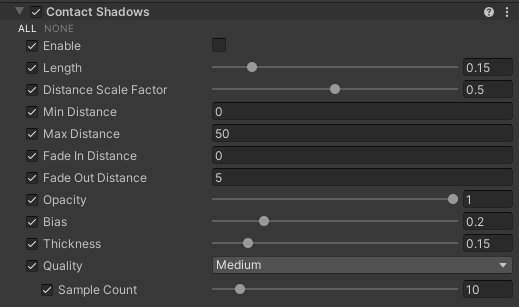 Contact Shadows
ALL NONE
Enable
Length 0.15
Distance Scale Factor 0.5
Min Distance 0
Max Distance 50
Fade In Distance 0
Fade Out Distance 5
Opacity 1
Bias 0.2
Thickness 0.15
Quality Medium
Sample Count 10